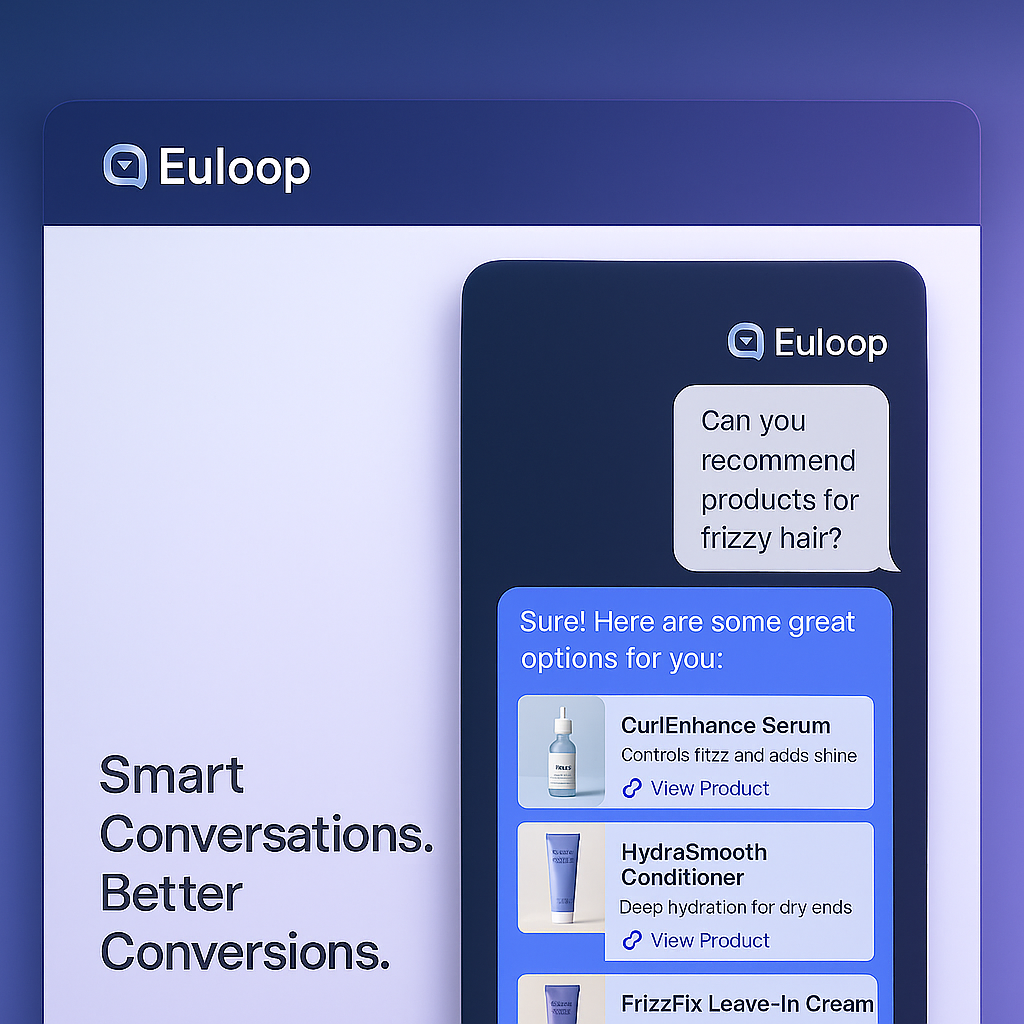 Euloop
Smart
Conversations.
Better
Conversions.
Euloop
Can you
recommend
products for
frizzy hair?
Sure! Here are some great
options for you:
CurlEnhance Serum
Controls fitzz and adds shine
View Product
HydraSmooth
Conditioner
Deep hydration for dry ends
View Product
FrizzFix Leave-In Cream